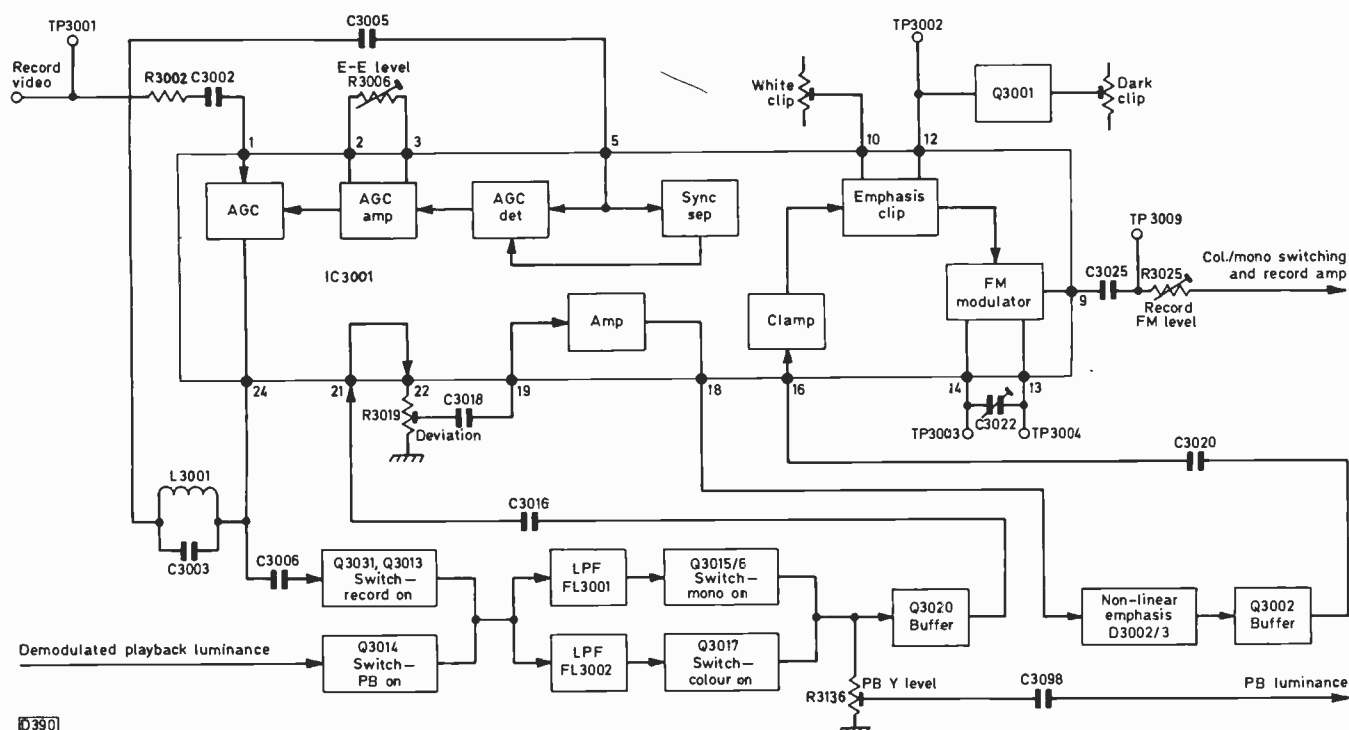 TP3001
C3005
TP3002
Record
video
R3002
C3002
E-E level
R3006
White
clip
Q3001
Dark
clip
1
2
3
5
10
12
AGC
AGC
amp
AGC
det
Sync
sep
Emphasis
clip
TP 3009
IC3001
FM
modulator
C3025
R3025
Col./mono switching
and record amp
9
Record
FM level
Amp
Clamp
24
21
22
19
18
16
14
13
R3019
C3018
Deviation
C3022
TP3003
TP3004
L3001
C3003
C3020
C3016
C3006
Q3031, Q3013
Switch—
record on
LPF
FL3001
Q3015/6
Switch—
mono on
Q3020
Buffer
Non-linear
emphasis
D3002/3
Q3002
Buffer
Demodulated playback luminance
Q3014
Switch—
PB on
LPF
FL3002
Q3017
Switch—
colour on
R3136
PB Y level
C3098
PB luminance
D390